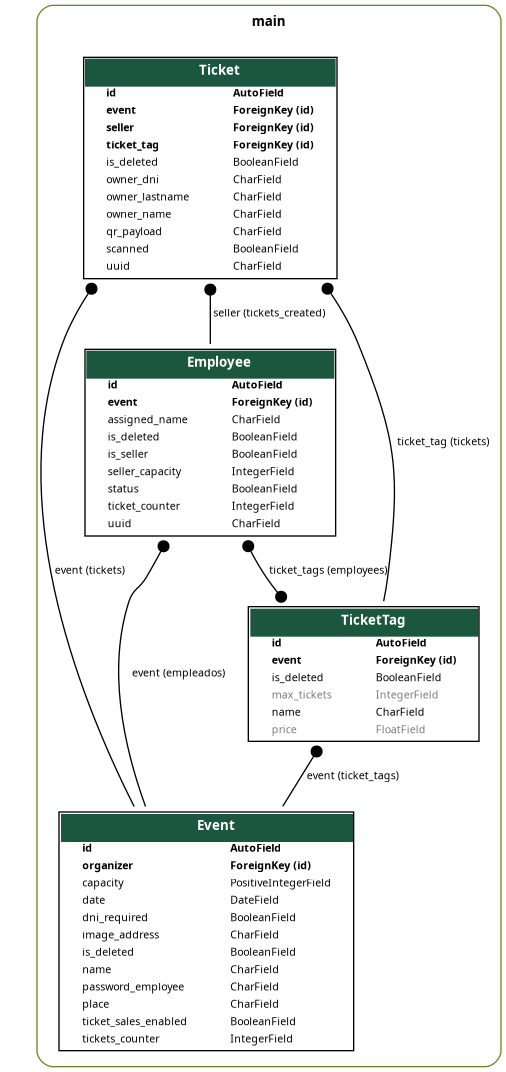 main
Ticket
id AutoField
event ForeignKey (id)
seller ForeignKey (id)
ticket_tag ForeignKey (id)
is_deleted BooleanField
owner_dni CharField
owner_lastname CharField
owner_name CharField
qr_payload CharField
scanned BooleanField
uuid CharField
seller (tickets_created)
Employee
id AutoField
event ForeignKey (id)
assigned_name CharField
is_deleted BooleanField
is_seller BooleanField
seller_capacity IntegerField
status BooleanField
ticket_counter IntegerField
uuid CharField
ticket_tag (tickets)
event (tickets)
ticket_tags (employees)
TicketTag
id AutoField
event ForeignKey (id)
is_deleted BooleanField
max_tickets IntegerField
name CharField
price FloatField
event (empleados)
event (ticket_tags)
Event
id AutoField
organizer ForeignKey (id)
capacity PositiveIntegerField
date DateField
dni_required BooleanField
image_address CharField
is_deleted BooleanField
name CharField
password_employee CharField
place CharField
ticket_sales_enabled BooleanField
tickets_counter IntegerField